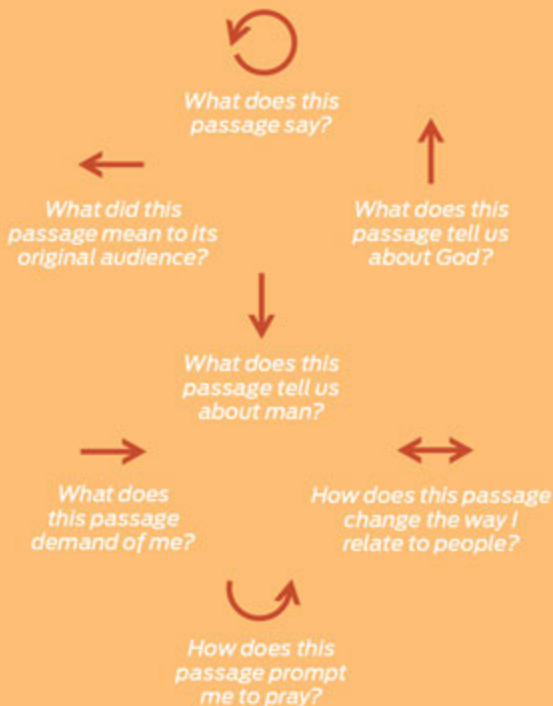 What does this
passage say?
What did this
passage mean to its
original audience?
What does this
passage tell us
about God?
What does this
passage tell us
about man?
What does
this passage
demand of me?
How does this passage
change the way I
relate to people?
How does this
passage prompt
me to pray?